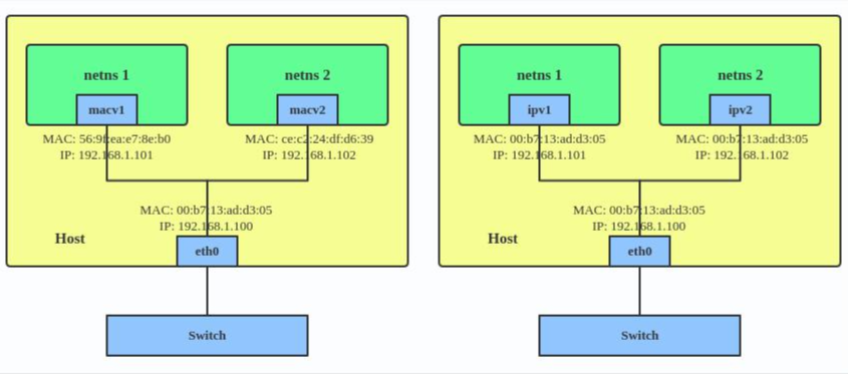 netns 1
netns 2
macv1
macv2
MAC: 56:9f:ea:e7:8e:b0
IP: 192.168.1.101
MAC: ce:c2:24:df:d6:39
IP: 192.168.1.102
MAC: 00:b7:13:ad:d3:05
IP: 192.168.1.100
Host
eth0
Switch
netns 1
netns 2
ipv1
ipv2
MAC: 00:b7:13:ad:d3:05
IP: 192.168.1.101
MAC: 00:b7:13:ad:d3:05
IP: 192.168.1.102
MAC: 00:b7:13:ad:d3:05
IP: 192.168.1.100
Host
eth0
Switch